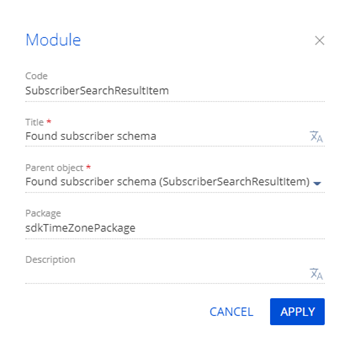 Module
Code
SubscriberSearchResultItem
Title *
Found subscriber schema
Parent object *
Found subscriber schema (SubscriberSearchResultItem)
Package
sdkTimeZonePackage
Description
CANCEL
APPLY